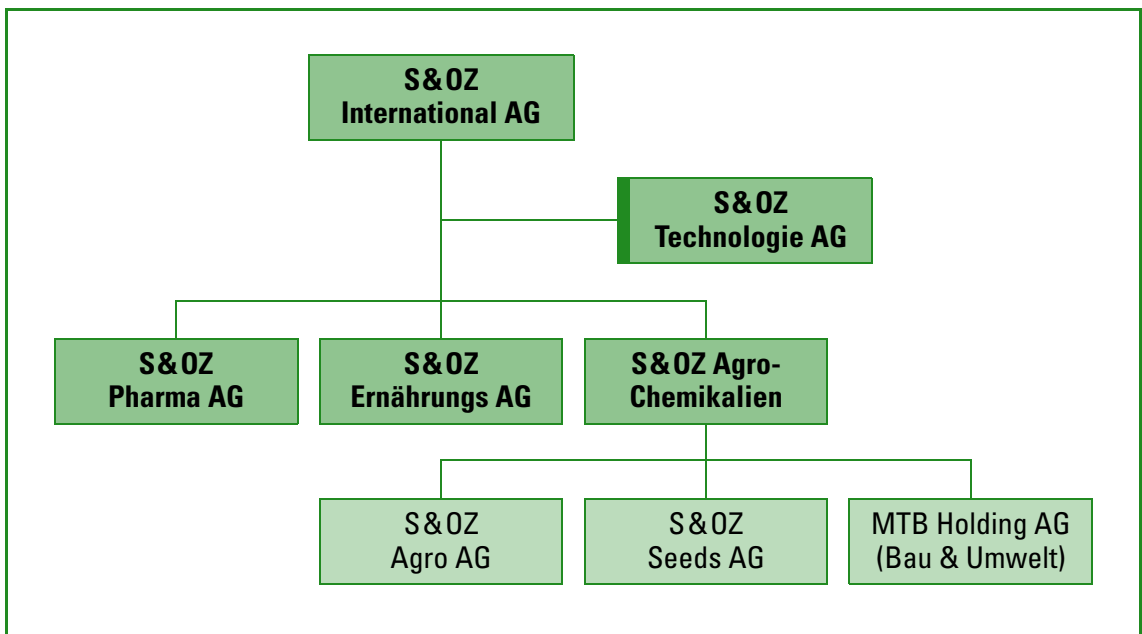 S&OZ
International AG
S&OZ
Technologie AG
S&OZ
Pharma AG
S&OZ
Ernährungs AG
S&OZ Agro-
Chemikalien
S&OZ
Agro AG
S&OZ
Seeds AG
MTB Holding AG
(Bau & Umwelt)